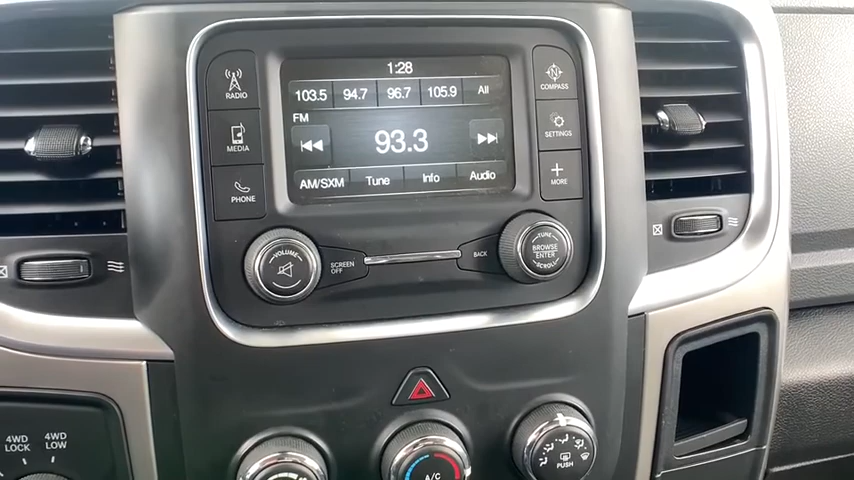 1:28
RADIO
103.5 94.7 96.7 105.9 All
COMPASS
N
FM
93.3
MEDIA
SETTINGS
AM/SXM Tune Info Audio
PHONE
MORE
VOLUME
SCREEN OFF
BACK
TUNE
BROWSE
ENTER
SCROLL
4WD LOCK
4WD LOW
A/C
PUSH